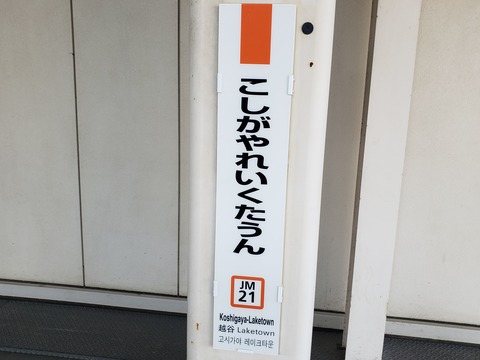 こしがやれいくたうん
JM
21
Koshigaya-Laketown
越谷 Laketown
고시가야 레이크타운